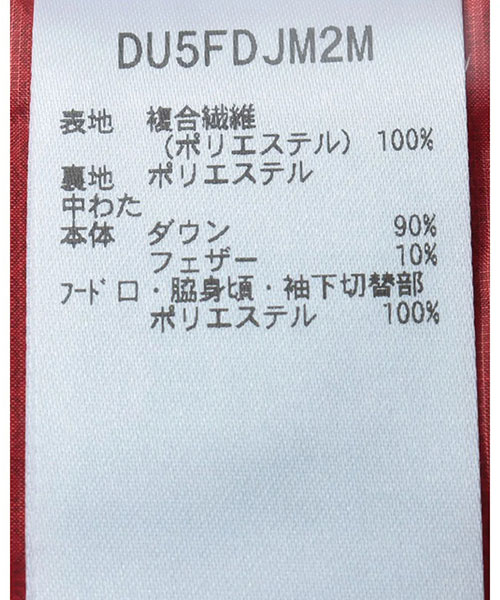 DU5FDJM2M
表地 複合繊維
(ポリエステル) 100%
裏地 ポリエステル
中わた
本体 ダウン 90%
フェザー 10%
ﾌｰﾄﾞ口・脇身頃・袖下切替部
ポリエステル 100%